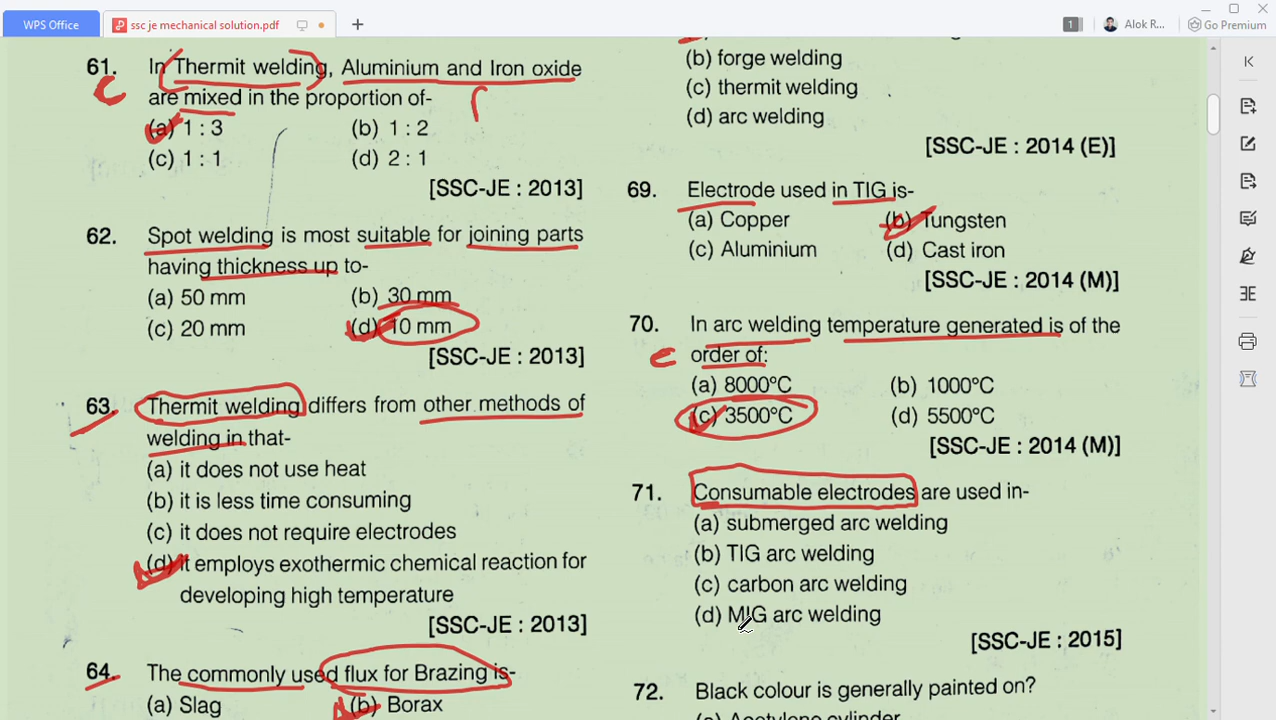 WPS Office
ssc je mechanical solution.pdf
1
Alok R...
Go Premium
61. In Thermit welding, Aluminium and Iron oxide
are mixed in the proportion of-
(a) 1 : 3 (b) 1 : 2
(c) 1 : 1 (d) 2 : 1
[SSC-JE : 2013]
62. Spot welding is most suitable for joining parts
having thickness up to-
(a) 50 mm (b) 30 mm
(c) 20 mm (d) 10 mm
[SSC-JE : 2013]
63. Thermit welding differs from other methods of
welding in that-
(a) it does not use heat
(b) it is less time consuming
(c) it does not require electrodes
(d) it employs exothermic chemical reaction for
developing high temperature
[SSC-JE : 2013]
64. The commonly used flux for Brazing is-
(a) Slag (b) Borax
(b) forge welding
(c) thermit welding
(d) arc welding
[SSC-JE : 2014 (E)]
69. Electrode used in TIG is-
(a) Copper (b) Tungsten
(c) Aluminium (d) Cast iron
[SSC-JE : 2014 (M)]
70. In arc welding temperature generated is of the
order of:
(a) 8000°C (b) 1000°C
(c) 3500°C (d) 5500°C
[SSC-JE : 2014 (M)]
71. Consumable electrodes are used in-
(a) submerged arc welding
(b) TIG arc welding
(c) carbon arc welding
(d) MIG arc welding
[SSC-JE : 2015]
72. Black colour is generally painted on?
(a) Acetylene cylinder